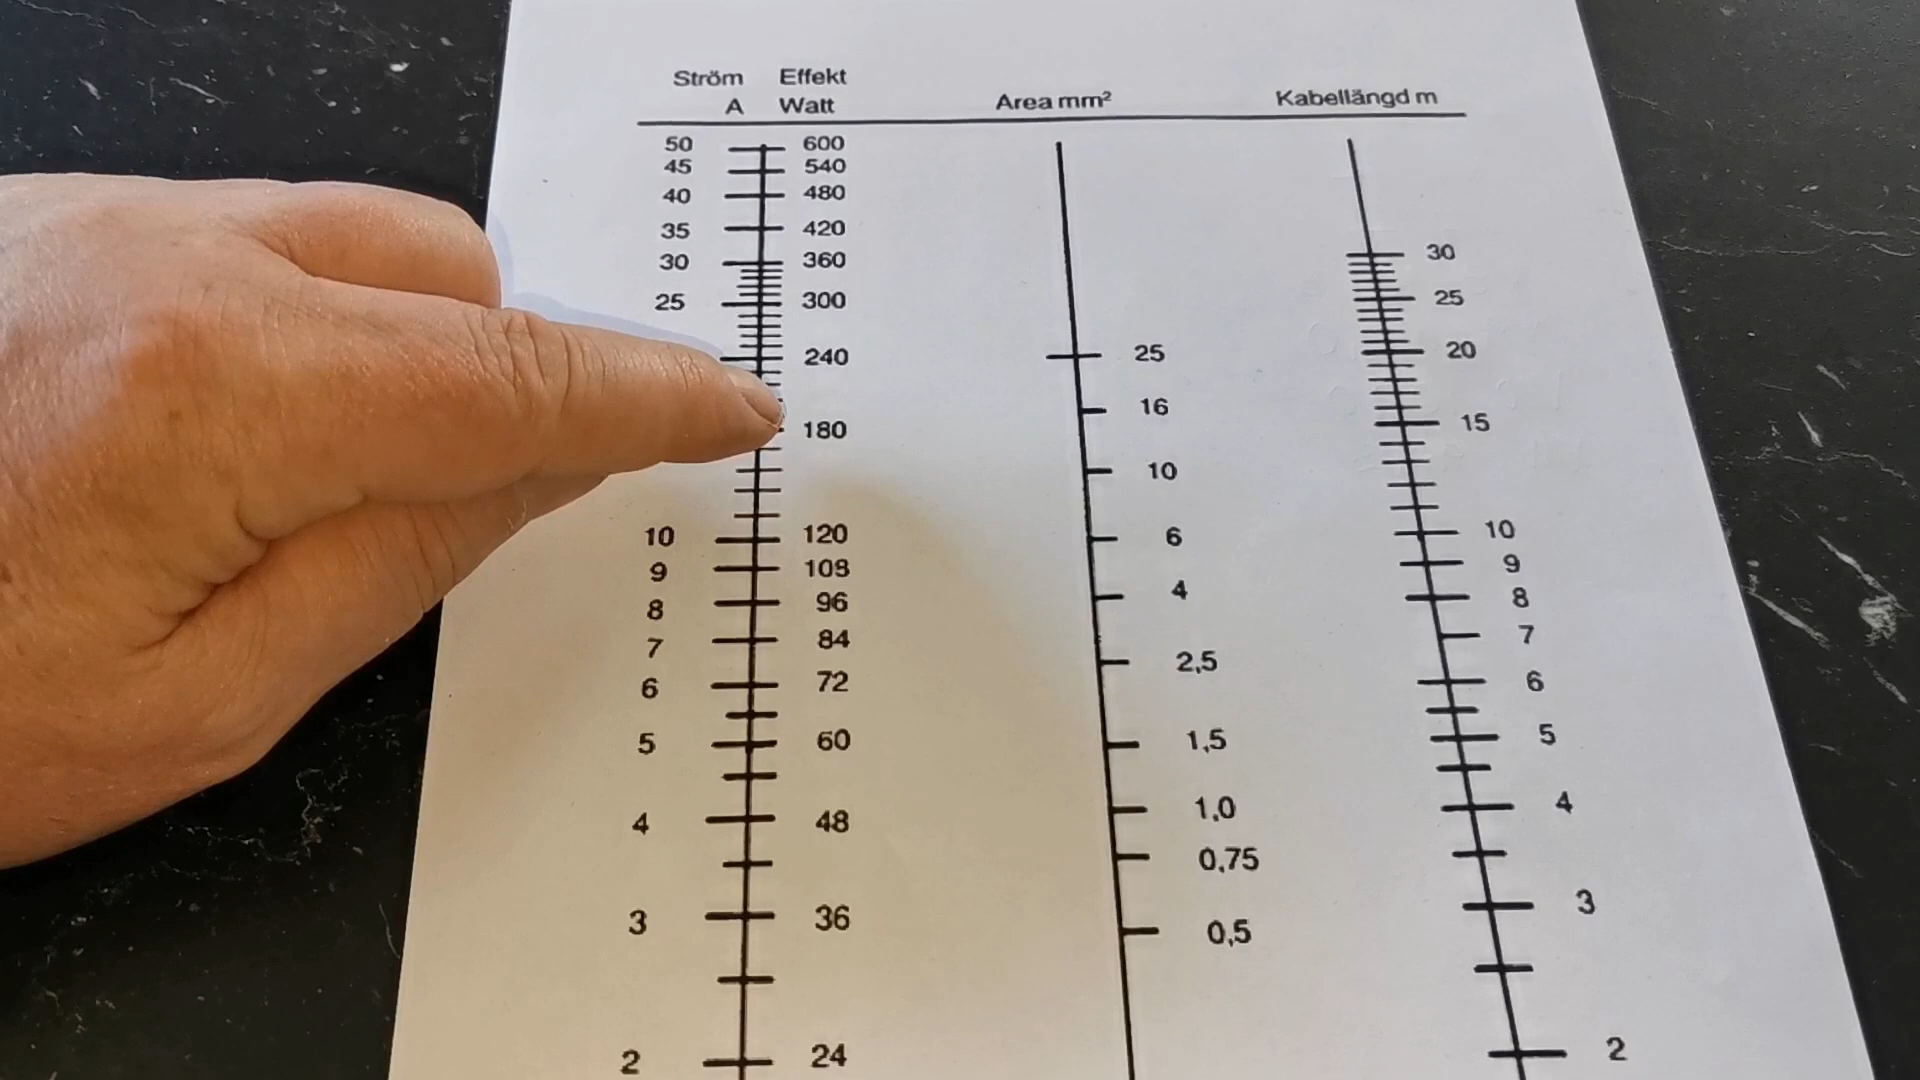 Ström Effekt
A Watt Area mm² Kabellängd m
50 600
45 540
40 480
35 420
30 360 30
25 300 25
240 25 20
16
180 15
10
10 120 6 10
9 108 9
8 96 4 8
7 84 7
6 72 2,5 6
5 60 1,5 5
4 48 1,0 4
0,75
3 36 0,5 3
2 24 2